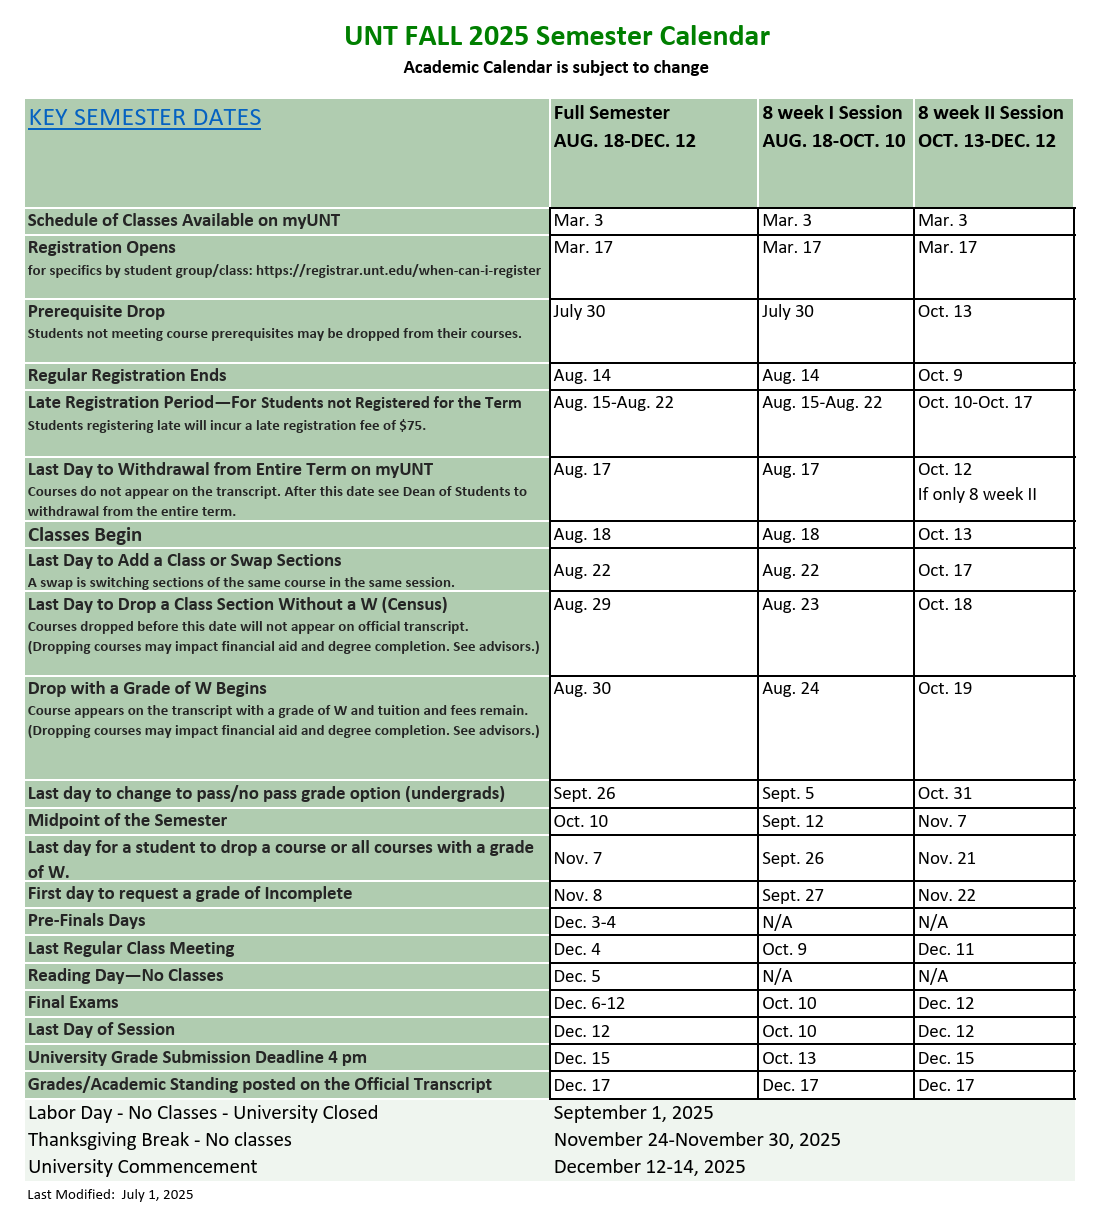 UNT FALL 2025 Semester Calendar
Academic Calendar is subject to change
KEY SEMESTER DATES
Full Semester
AUG. 18-DEC. 12
8 week I Session
AUG. 18-OCT. 10
8 week II Session
OCT. 13-DEC. 12
Schedule of Classes Available on myUNT
Mar. 3
Mar. 3
Mar. 3
Registration Opens
for specifics by student group/class: https://registrar.unt.edu/when-can-i-register
Mar. 17
Mar. 17
Mar. 17
Prerequisite Drop
Students not meeting course prerequisites may be dropped from their courses.
July 30
July 30
Oct. 13
Regular Registration Ends
Aug. 14
Aug. 14
Oct. 9
Late Registration Period—For Students not Registered for the Term
Students registering late will incur a late registration fee of $75.
Aug. 15-Aug. 22
Aug. 15-Aug. 22
Oct. 10-Oct. 17
Last Day to Withdrawal from Entire Term on myUNT
Courses do not appear on the transcript. After this date see Dean of Students to
withdrawal from the entire term.
Aug. 17
Aug. 17
Oct. 12
If only 8 week II
Classes Begin
Aug. 18
Aug. 18
Oct. 13
Last Day to Add a Class or Swap Sections
A swap is switching sections of the same course in the same session.
Aug. 22
Aug. 22
Oct. 17
Last Day to Drop a Class Section Without a W (Census)
Courses dropped before this date will not appear on official transcript.
(Dropping courses may impact financial aid and degree completion. See advisors.)
Aug. 29
Aug. 23
Oct. 18
Drop with a Grade of W Begins
Course appears on the transcript with a grade of W and tuition and fees remain.
(Dropping courses may impact financial aid and degree completion. See advisors.)
Aug. 30
Aug. 24
Oct. 19
Last day to change to pass/no pass grade option (undergrads)
Sept. 26
Sept. 5
Oct. 31
Midpoint of the Semester
Oct. 10
Sept. 12
Nov. 7
Last day for a student to drop a course or all courses with a grade
of W.
Nov. 7
Sept. 26
Nov. 21
First day to request a grade of Incomplete
Nov. 8
Sept. 27
Nov. 22
Pre-Finals Days
Dec. 3-4
N/A
N/A
Last Regular Class Meeting
Dec. 4
Oct. 9
Dec. 11
Reading Day—No Classes
Dec. 5
N/A
N/A
Final Exams
Dec. 6-12
Oct. 10
Dec. 12
Last Day of Session
Dec. 12
Oct. 10
Dec. 12
University Grade Submission Deadline 4 pm
Dec. 15
Oct. 13
Dec. 15
Grades/Academic Standing posted on the Official Transcript
Dec. 17
Dec. 17
Dec. 17
Labor Day - No Classes - University Closed
September 1, 2025
Thanksgiving Break - No classes
November 24-November 30, 2025
University Commencement
December 12-14, 2025
Last Modified:  July 1, 2025